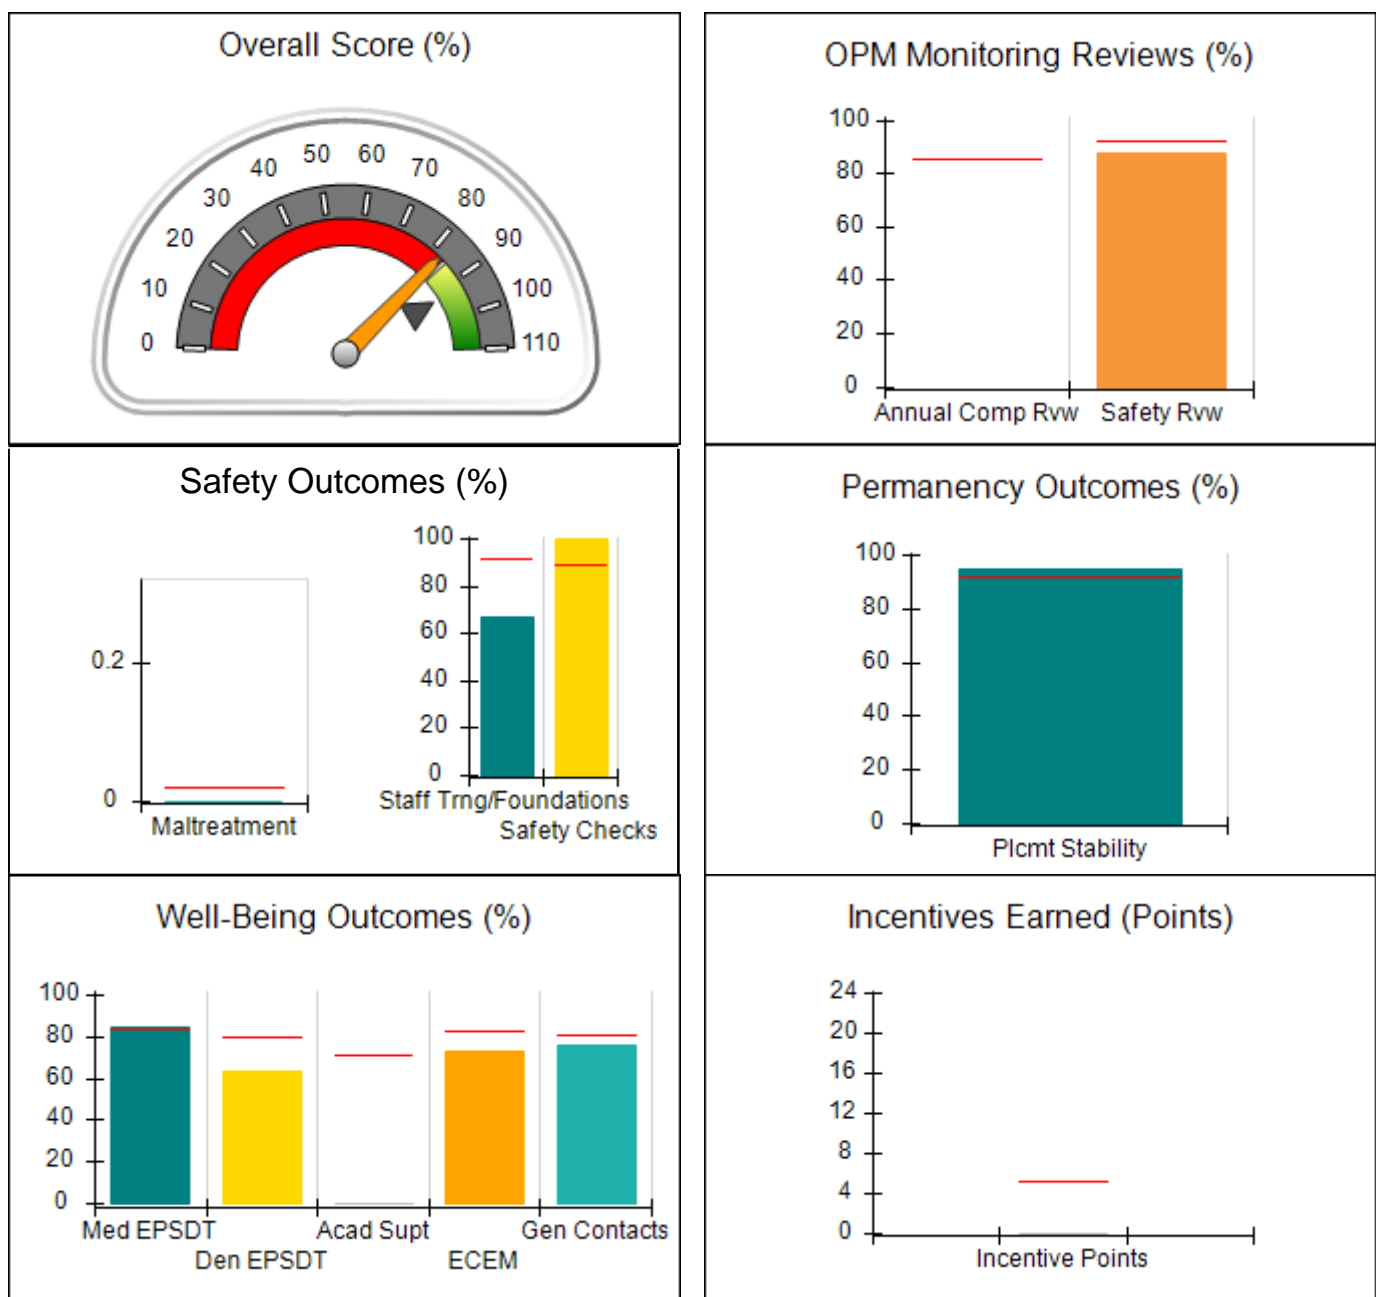 Overall Score (%)
0
10
20
30
40
50
60
70
80
90
100
110
OPM Monitoring Reviews (%)
100
80
60
40
20
0
Annual Comp Rvw
Safety Rvw
Safety Outcomes (%)
0.2
0
Maltreatment
100
80
60
40
20
0
Staff Trng/Foundations
Safety Checks
Permanency Outcomes (%)
100
80
60
40
20
0
Plcmt Stability
Well-Being Outcomes (%)
100
80
60
40
20
0
Med EPSDT
Den EPSDT
Acad Supt
ECEM
Gen Contacts
Incentives Earned (Points)
24
20
16
12
8
4
0
Incentive Points